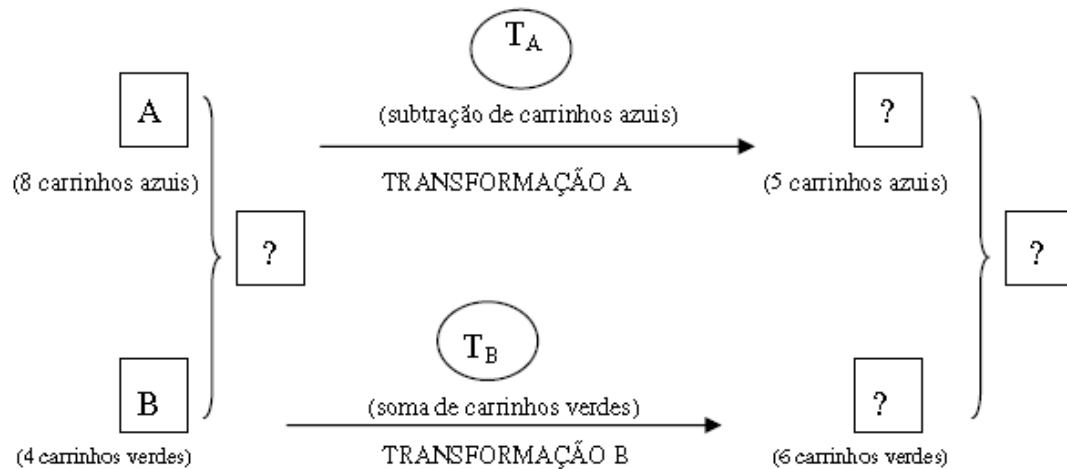 T_A
A
(subtração de carrinhos azuis)
?
(8 carrinhos azuis)
TRANSFORMAÇÃO A
(5 carrinhos azuis)
?
?
T_B
B
(soma de carrinhos verdes)
?
(4 carrinhos verdes)
TRANSFORMAÇÃO B
(6 carrinhos verdes)